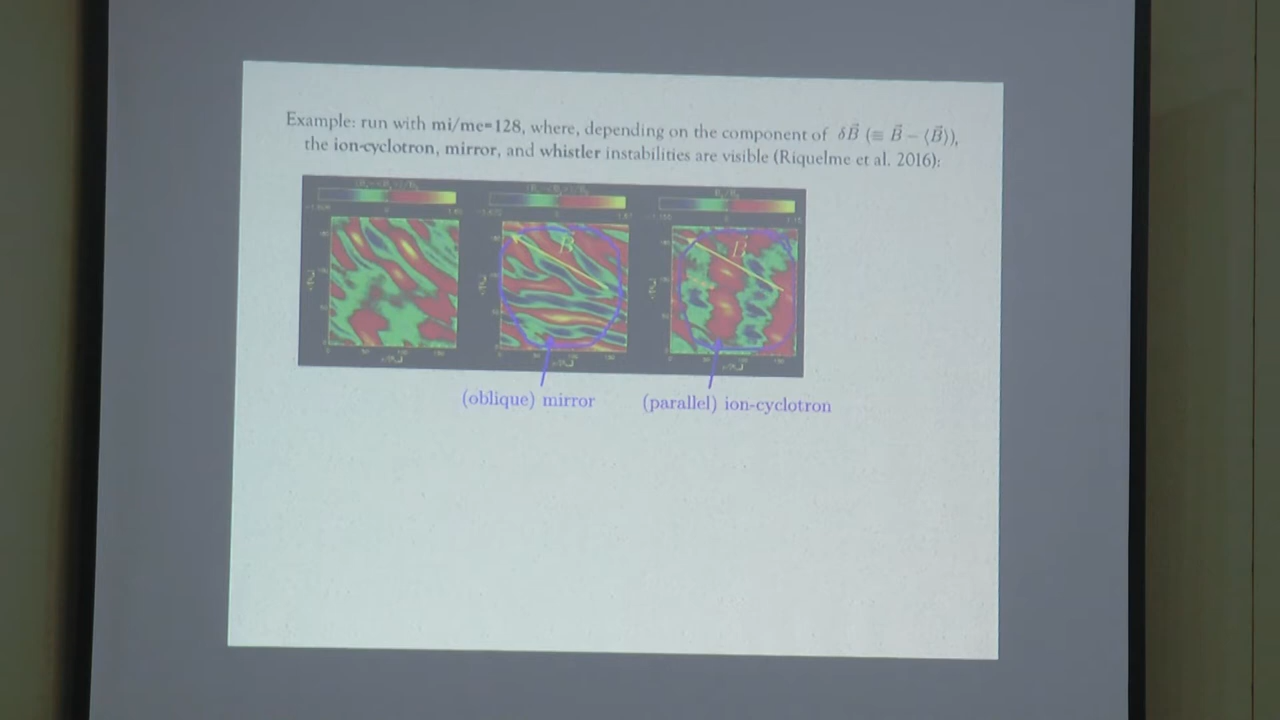 Example: run with mi/me=128, where, depending on the component of δB⃗ (≡ B⃗ − ⟨B⃗⟩),
the ion-cyclotron, mirror, and whistler instabilities are visible (Riquelme et al. 2016):
B⃗
B⃗
(oblique) mirror
(parallel) ion-cyclotron